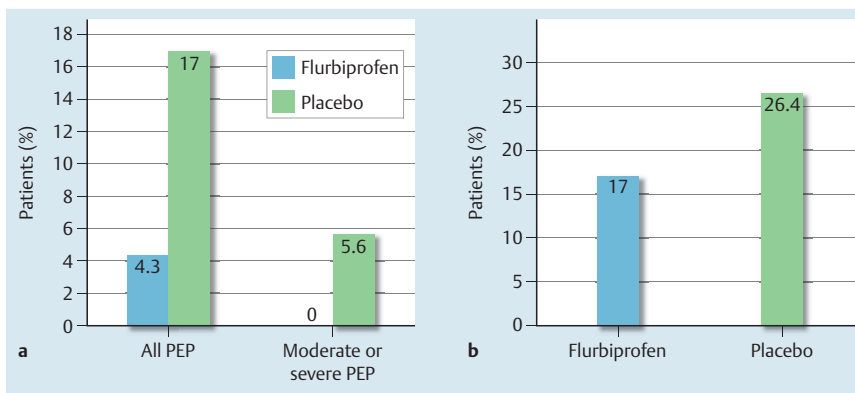 18
16
14
12
10
8
6
4
2
0
Patients (%)
17
4.3
5.6
0
Flurbiprofen
Placebo
All PEP
Moderate or
severe PEP
a
30
25
20
15
10
5
0
Patients (%)
17
26.4
Flurbiprofen
Placebo
b